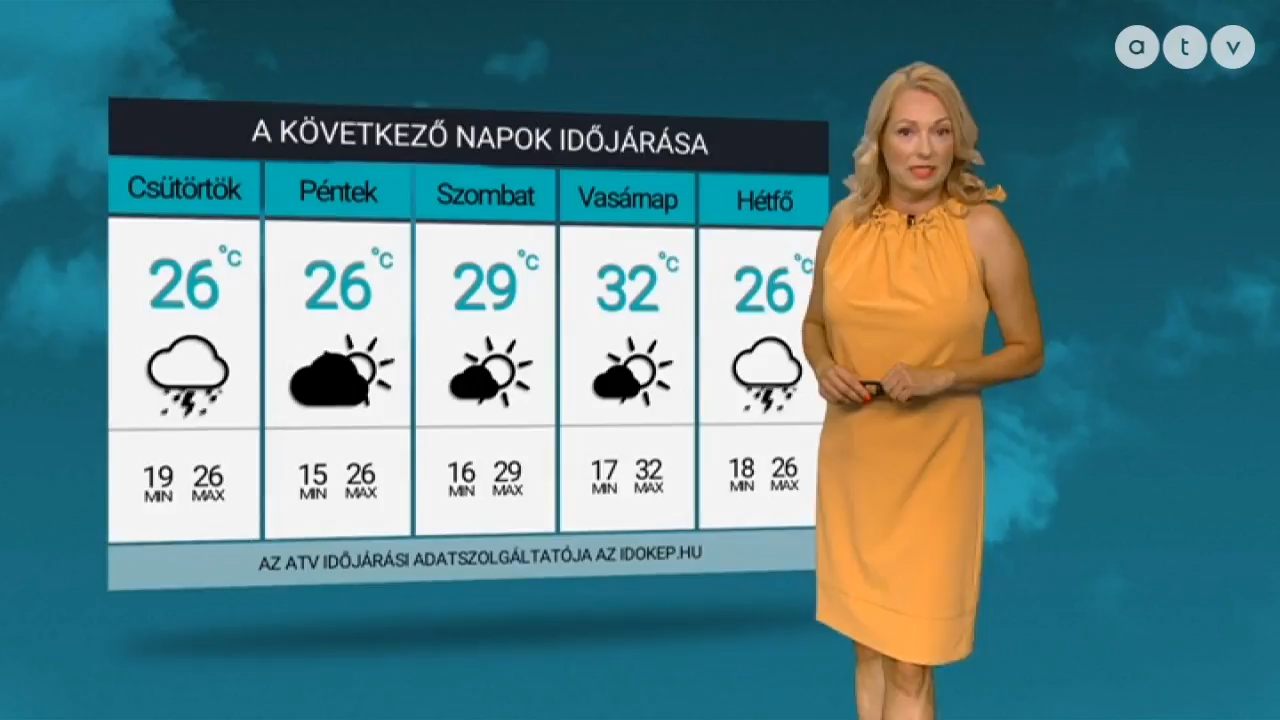 a t v
A KÖVETKEZŐ NAPOK IDŐJÁRÁSA
Csütörtök Péntek Szombat Vasárnap Hétfő
26 °C 26 °C 29 °C 32 °C 26 °C
19 26 15 26 16 29 17 32 18 26
MIN MAX MIN MAX MIN MAX MIN MAX MIN MAX
AZ ATV IDŐJÁRÁSI ADATSZOLGÁLTATÓJA AZ IDOKEP.HU